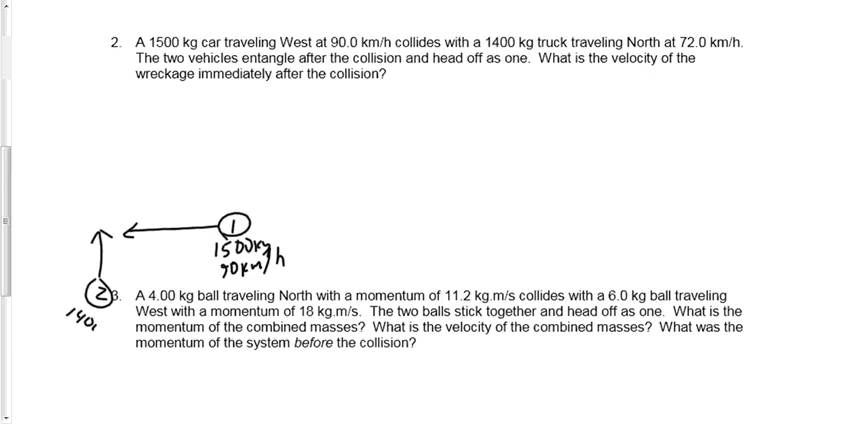 2. A 1500 kg car traveling West at 90.0 km/h collides with a 1400 kg truck traveling North at 72.0 km/h.
The two vehicles entangle after the collision and head off as one. What is the velocity of the
wreckage immediately after the collision?
1
1500kg
90km/h
2
140
3. A 4.00 kg ball traveling North with a momentum of 11.2 kg.m/s collides with a 6.0 kg ball traveling
West with a momentum of 18 kg.m/s. The two balls stick together and head off as one. What is the
momentum of the combined masses? What is the velocity of the combined masses? What was the
momentum of the system before the collision?